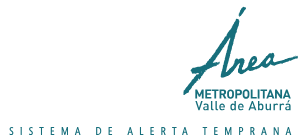 Área
METROPOLITANA
Valle de Aburrá
SISTEMA DE ALERTA TEMPRANA